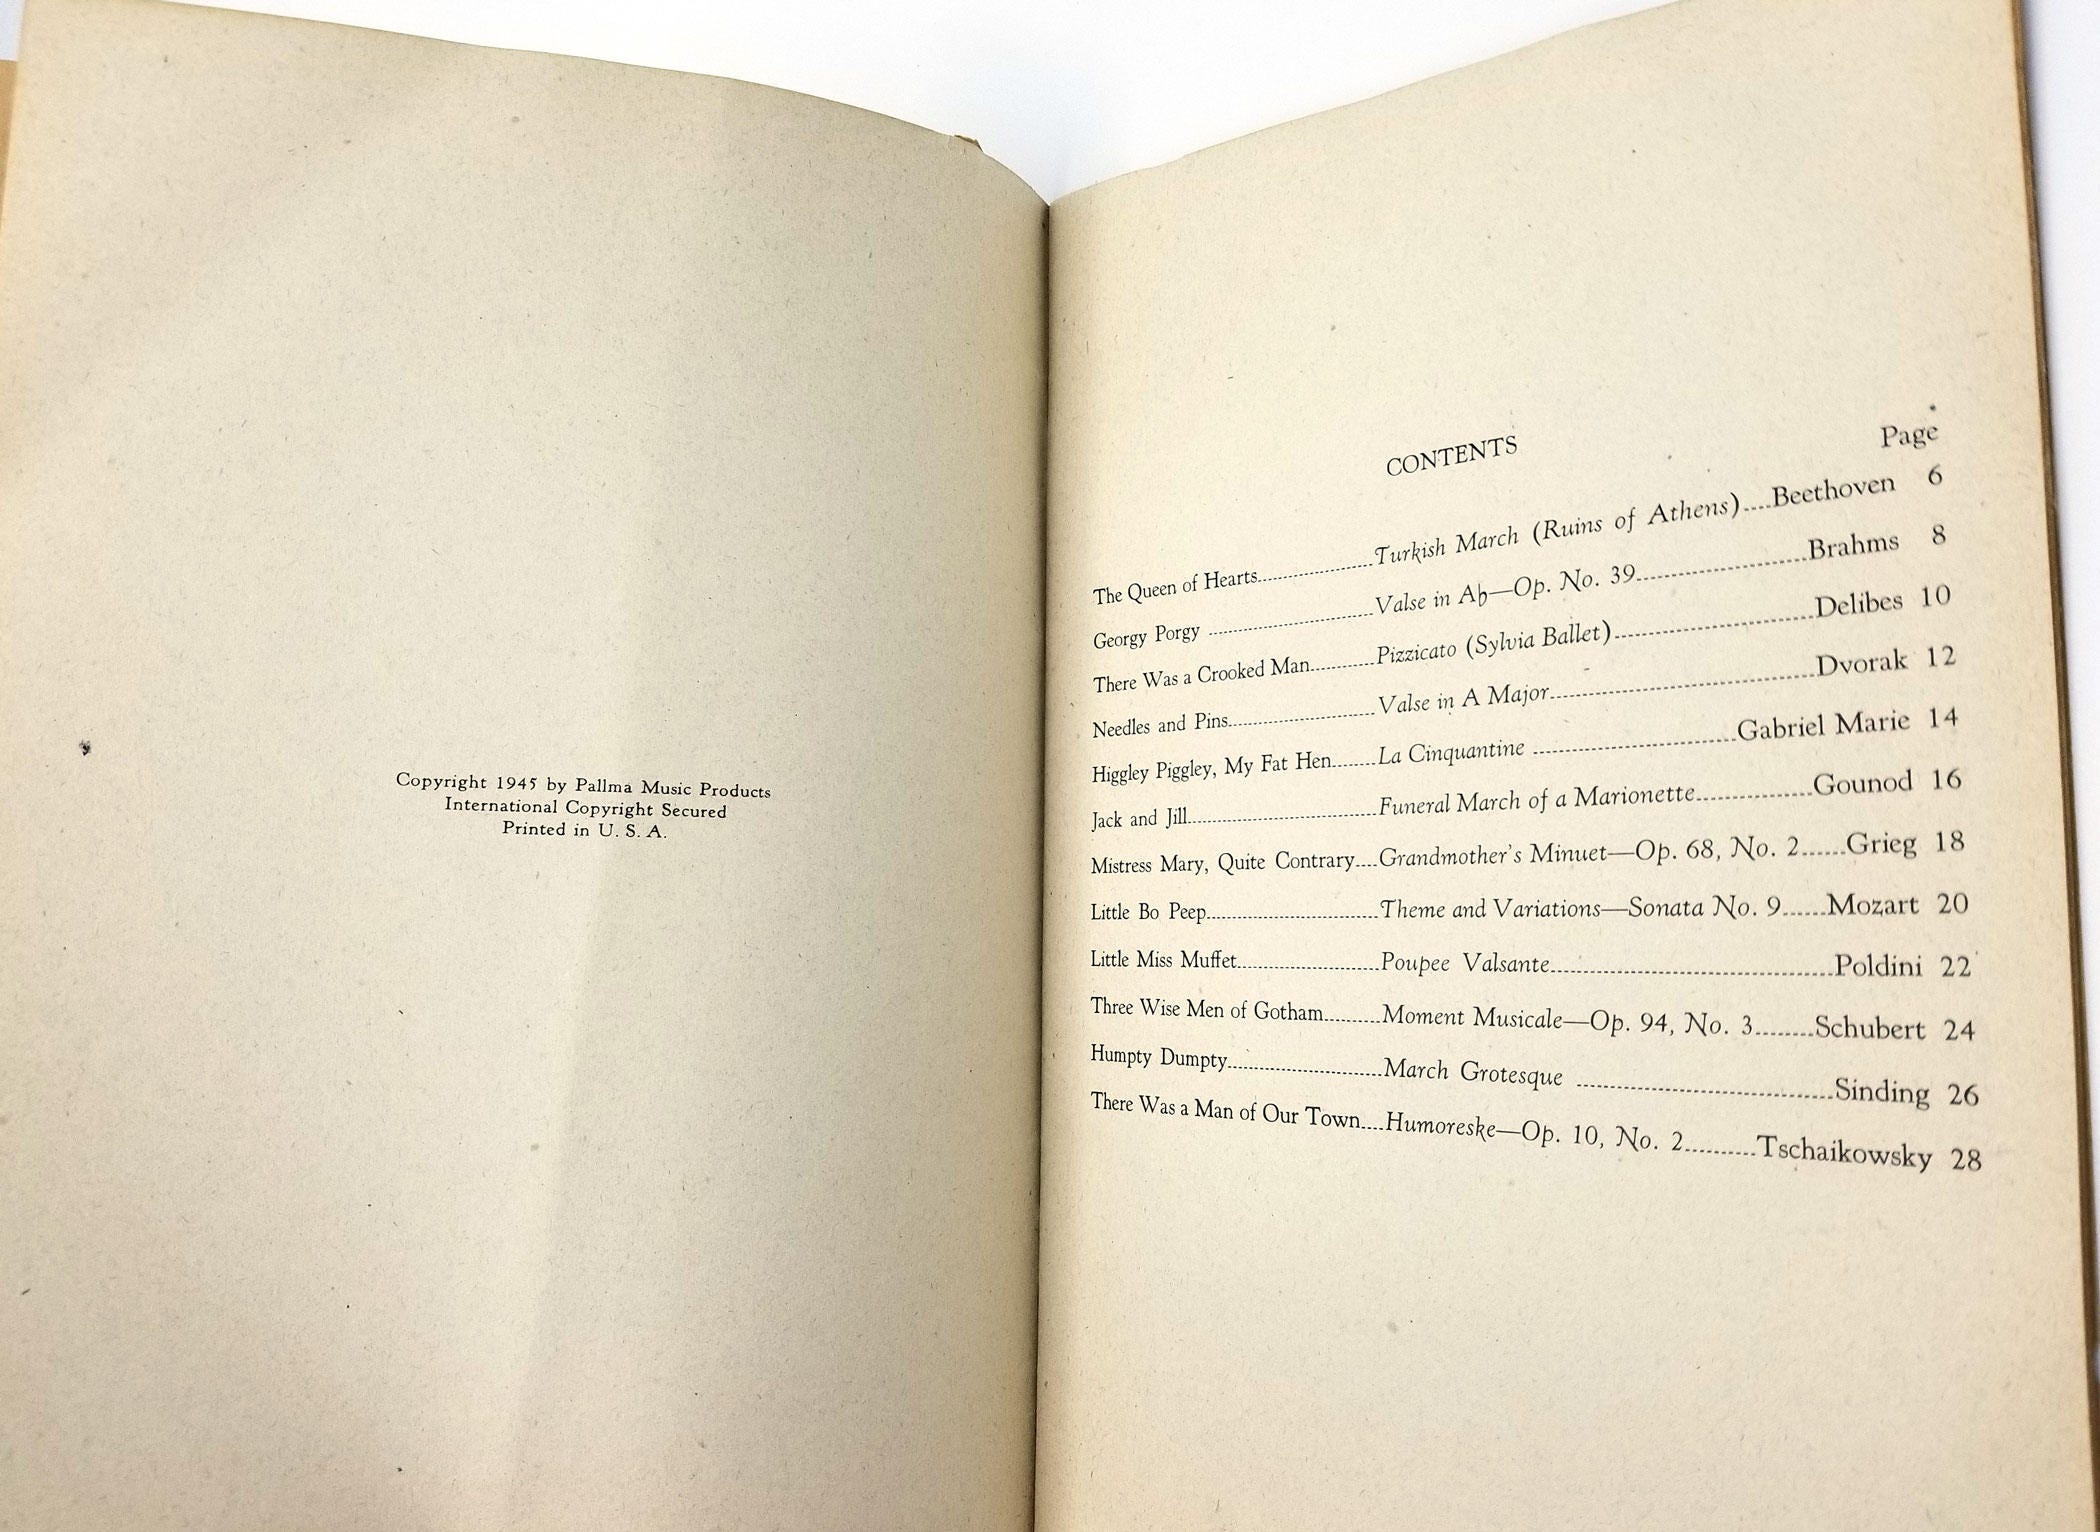 Copyright 1945 by Pallma Music Products
International Copyright Secured
Printed in U. S. A.
CONTENTS
Page
The Queen of Hearts....................Turkish March (Ruins of Athens)....Beethoven 6
Georgy Porgy ....................Valse in A♭—Op. No. 39....................Brahms 8
There Was a Crooked Man............Pizzicato (Sylvia Ballet)....................Delibes 10
Needles and Pins....................Valse in A Major....................Dvorak 12
Higgley Piggley, My Fat Hen........La Cinquantine ....................Gabriel Marie 14
Jack and Jill....................Funeral March of a Marionette................Gounod 16
Mistress Mary, Quite Contrary....Grandmother's Minuet—Op. 68, No. 2......Grieg 18
Little Bo Peep....................Theme and Variations—Sonata No. 9......Mozart 20
Little Miss Muffet....................Poupee Valsante....................Poldini 22
Three Wise Men of Gotham..........Moment Musicale—Op. 94, No. 3........Schubert 24
Humpty Dumpty....................March Grotesque ....................Sinding 26
There Was a Man of Our Town....Humoreske—Op. 10, No. 2..........Tschaikowsky 28